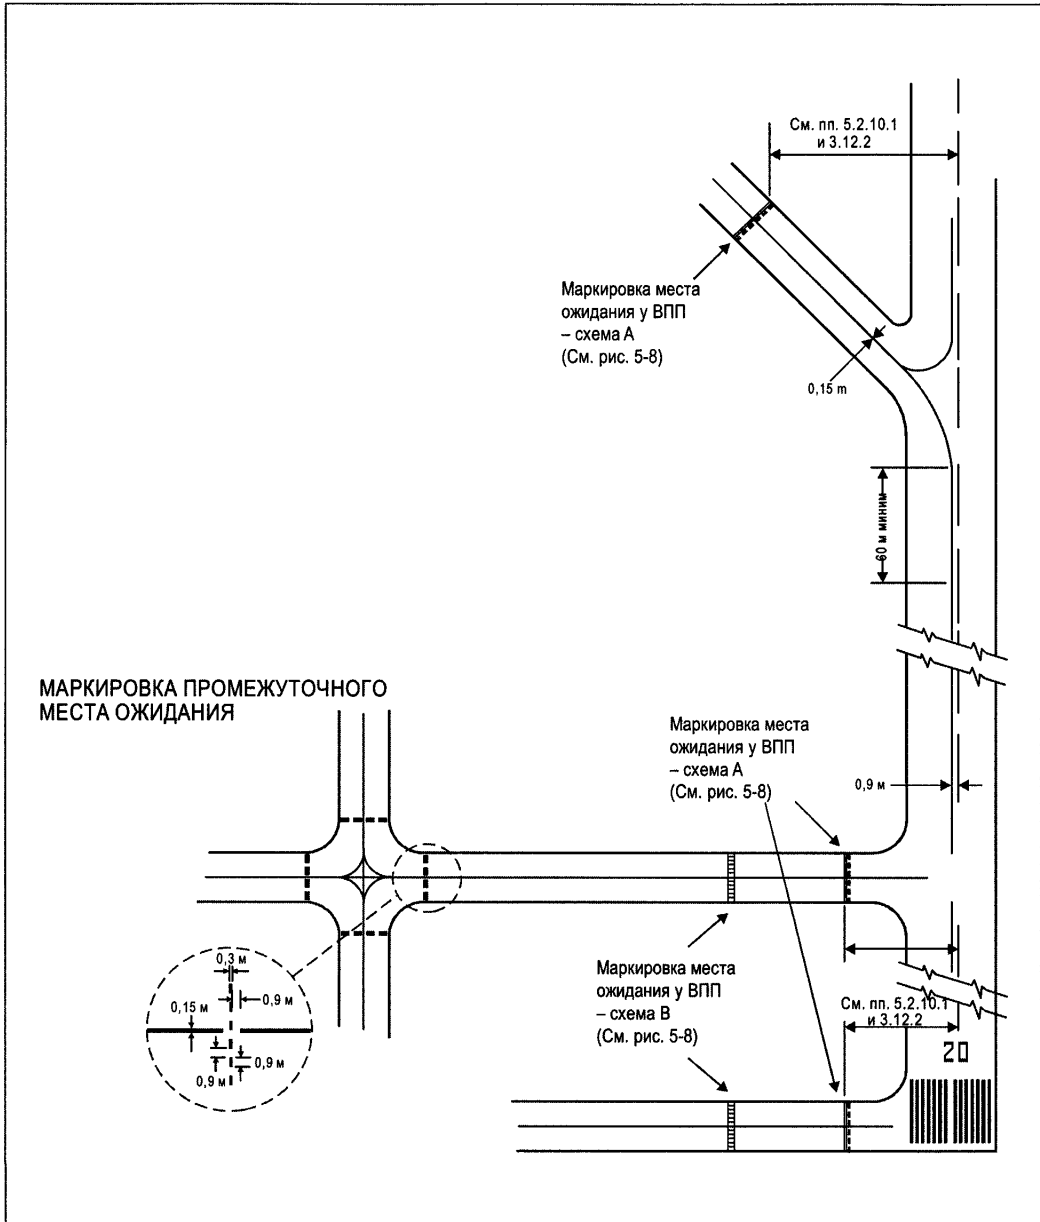 См. пп. 5.2.10.1
и 3.12.2
Маркировка места
ожидания у ВПП
– схема А
(См. рис. 5-8)
0,15 m
60 м миним
МАРКИРОВКА ПРОМЕЖУТОЧНОГО
МЕСТА ОЖИДАНИЯ
Маркировка места
ожидания у ВПП
– схема А
(См. рис. 5-8)
0,9 м
0,3 м
0,15 м
0,9 м
0,9 м
0,9 м
Маркировка места
ожидания у ВПП
– схема В
(См. рис. 5-8)
См. пп. 5.2.10.1
и 3.12.2
20